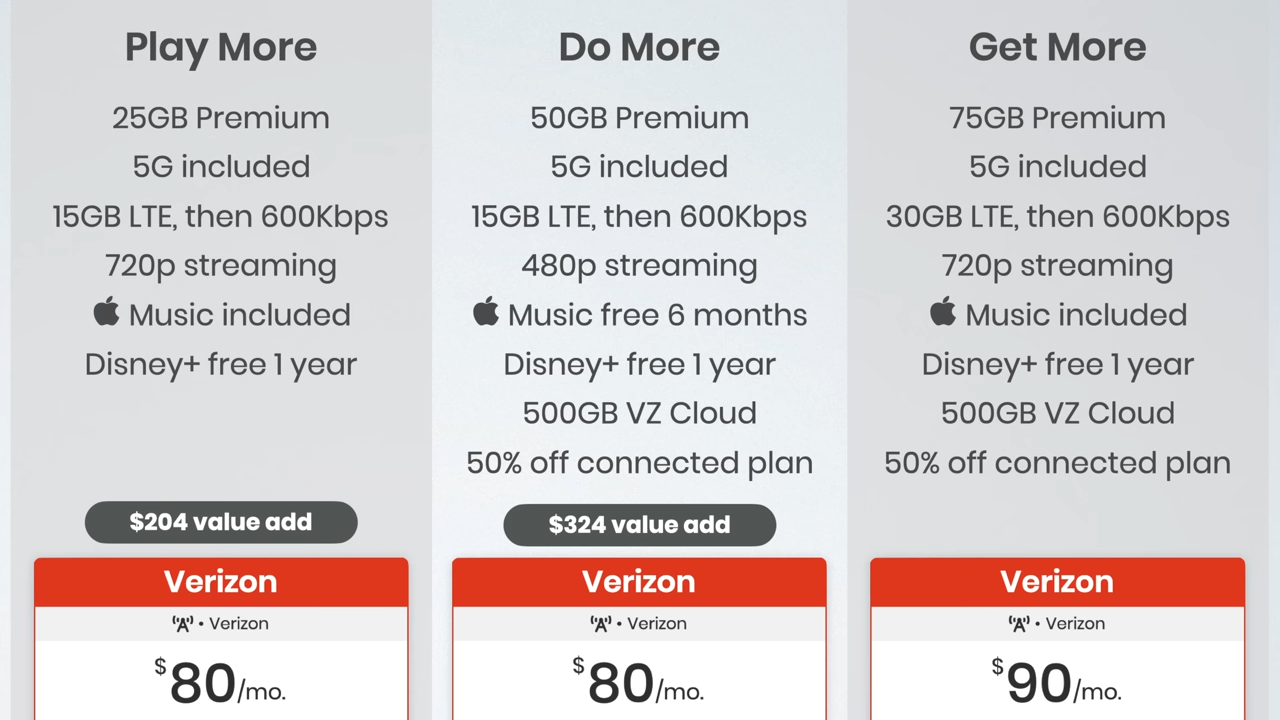 Play More
25GB Premium
5G included
15GB LTE, then 600Kbps
720p streaming
Music included
Disney+ free 1 year
$204 value add
Verizon
• Verizon
$80/mo.
Do More
50GB Premium
5G included
15GB LTE, then 600Kbps
480p streaming
Music free 6 months
Disney+ free 1 year
500GB VZ Cloud
50% off connected plan
$324 value add
Verizon
• Verizon
$80/mo.
Get More
75GB Premium
5G included
30GB LTE, then 600Kbps
720p streaming
Music included
Disney+ free 1 year
500GB VZ Cloud
50% off connected plan
Verizon
• Verizon
$90/mo.